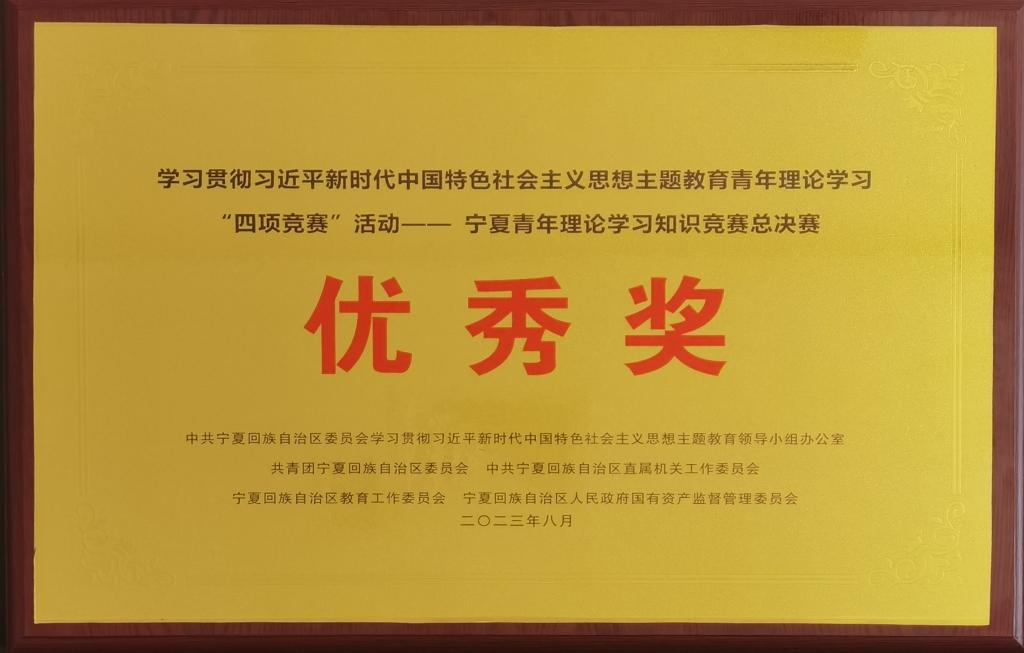 学习贯彻习近平新时代中国特色社会主义思想主题教育青年理论学习
“四项竞赛”活动—— 宁夏青年理论学习知识竞赛总决赛
优秀奖
中共宁夏回族自治区委员会学习贯彻习近平新时代中国特色社会主义思想主题教育领导小组办公室
共青团宁夏回族自治区委员会 中共宁夏回族自治区直属机关工作委员会
宁夏回族自治区教育工作委员会 宁夏回族自治区人民政府国有资产监督管理委员会
二〇二三年八月